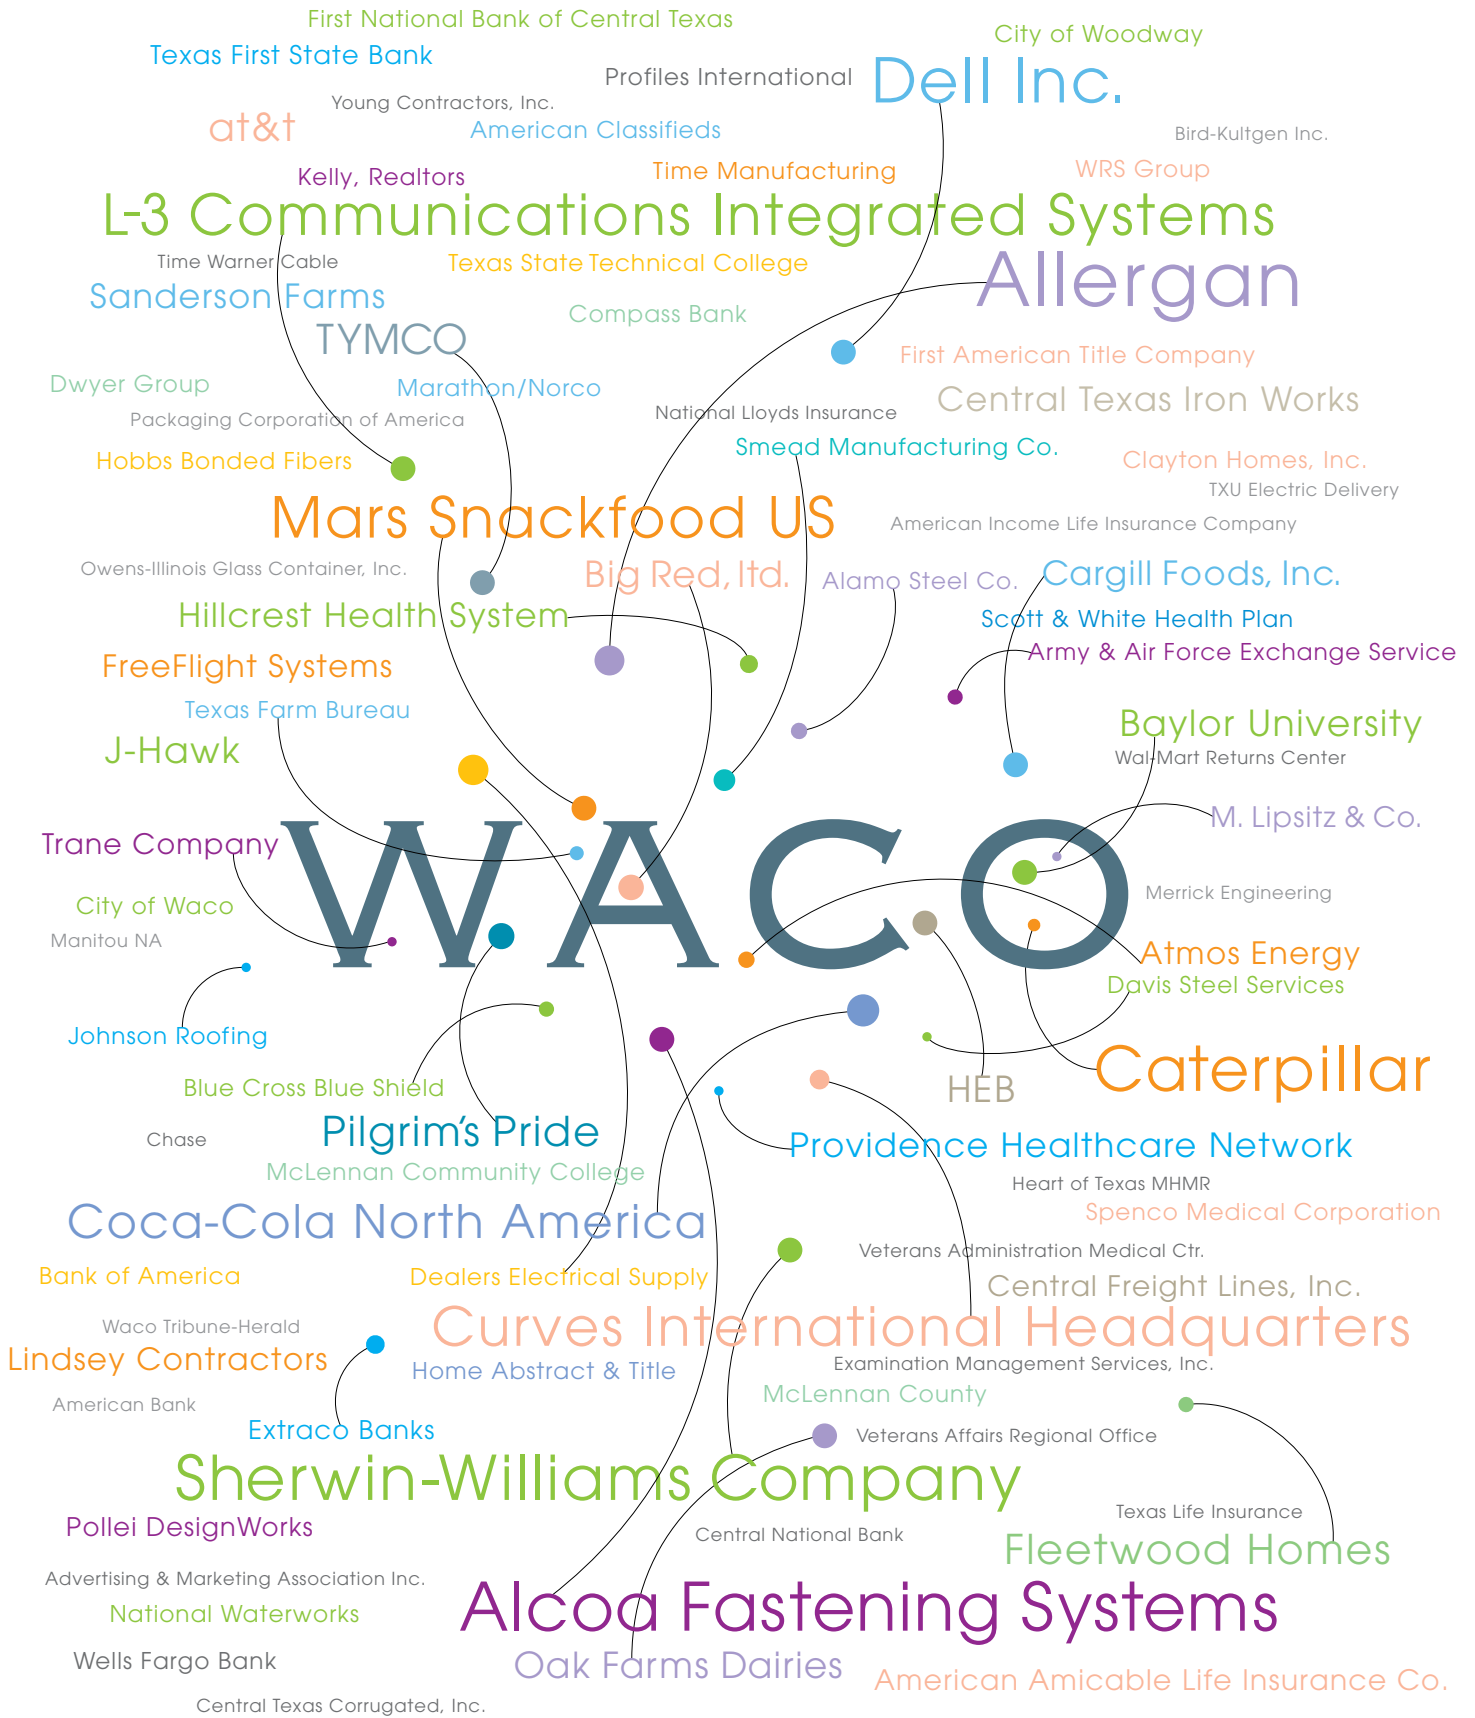 First National Bank of Central Texas
City of Woodway
Texas First State Bank
Profiles International
Dell Inc.
Young Contractors, Inc.
at&t
American Classifieds
Bird-Kultgen Inc.
Kelly, Realtors
Time Manufacturing
WRS Group
L-3 Communications Integrated Systems
Time Warner Cable
Texas State Technical College
Allergan
Sanderson Farms
Compass Bank
TYMCO
First American Title Company
Dwyer Group
Marathon/Norco
Central Texas Iron Works
Packaging Corporation of America
National Lloyds Insurance
Smead Manufacturing Co.
Hobbs Bonded Fibers
Clayton Homes, Inc.
TXU Electric Delivery
Mars Snackfood US
American Income Life Insurance Company
Owens-Illinois Glass Container, Inc.
Big Red, ltd.
Alamo Steel Co.
Cargill Foods, Inc.
Hillcrest Health System
Scott & White Health Plan
Army & Air Force Exchange Service
FreeFlight Systems
Texas Farm Bureau
Baylor University
J-Hawk
Wal-Mart Returns Center
M. Lipsitz & Co.
Trane Company
WACO
Merrick Engineering
City of Waco
Manitou NA
Atmos Energy
Davis Steel Services
Johnson Roofing
Caterpillar
Blue Cross Blue Shield
HEB
Pilgrim's Pride
Chase
Providence Healthcare Network
McLennan Community College
Heart of Texas MHMR
Spenco Medical Corporation
Coca-Cola North America
Veterans Administration Medical Ctr.
Bank of America
Dealers Electrical Supply
Central Freight Lines, Inc.
Waco Tribune-Herald
Curves International Headquarters
Lindsey Contractors
Home Abstract & Title
Examination Management Services, Inc.
McLennan County
American Bank
Extraco Banks
Veterans Affairs Regional Office
Sherwin-Williams Company
Texas Life Insurance
Pollei DesignWorks
Central National Bank
Fleetwood Homes
Advertising & Marketing Association Inc.
National Waterworks
Alcoa Fastening Systems
Wells Fargo Bank
Oak Farms Dairies
American Amicable Life Insurance Co.
Central Texas Corrugated, Inc.